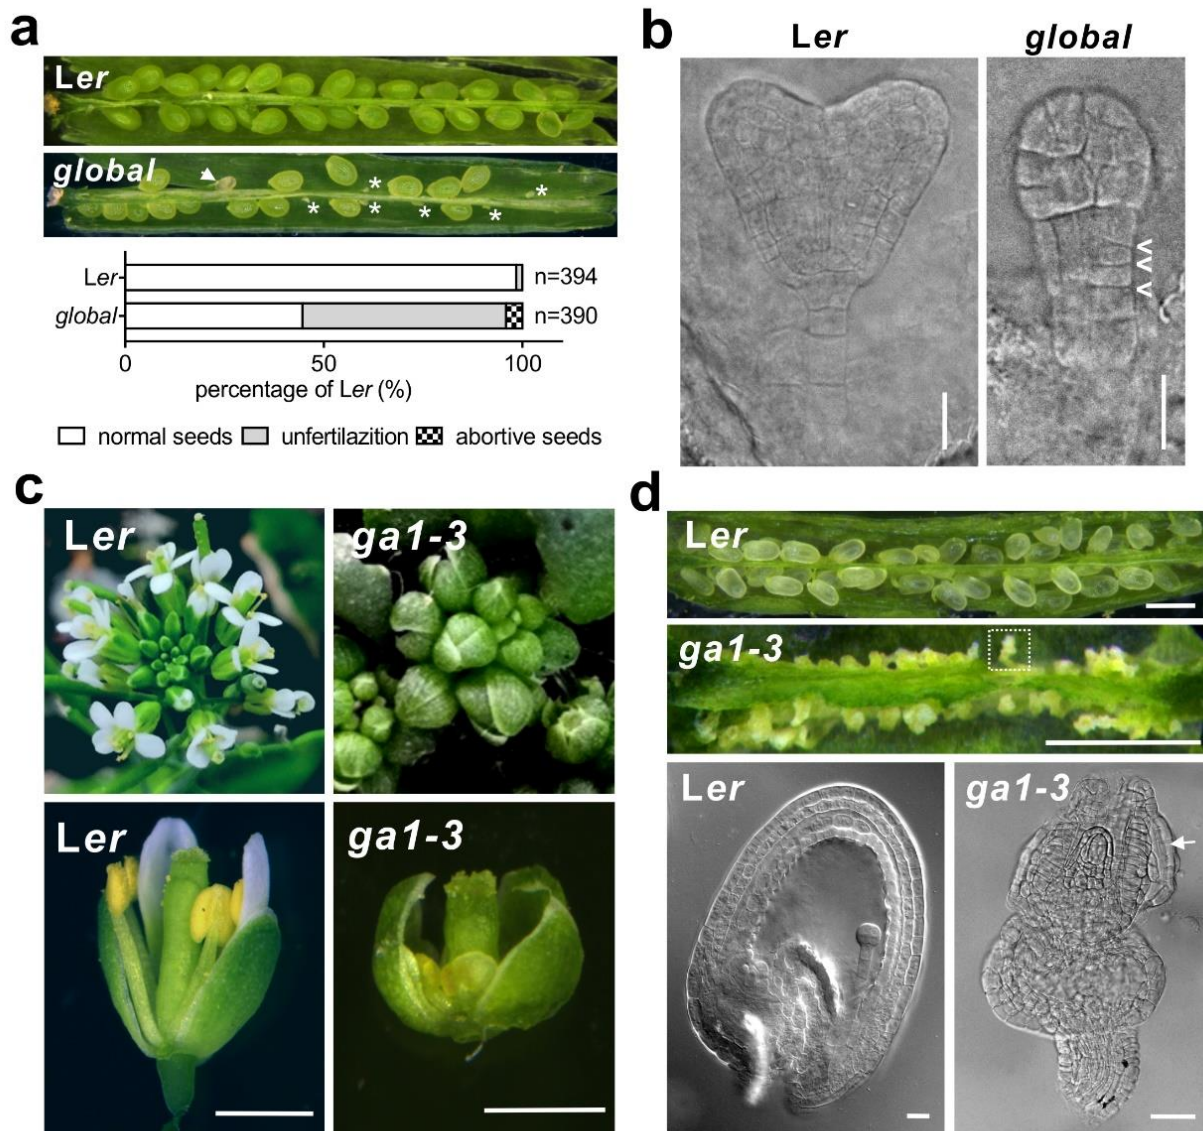 a
Ler
global
*
*
* * * *
Ler n=394
global n=390
0 50 100
percentage of Ler (%)
normal seeds unfertilazition abortive seeds
b
Ler global
c
Ler ga1-3
Ler ga1-3
d
Ler
ga1-3
Ler ga1-3